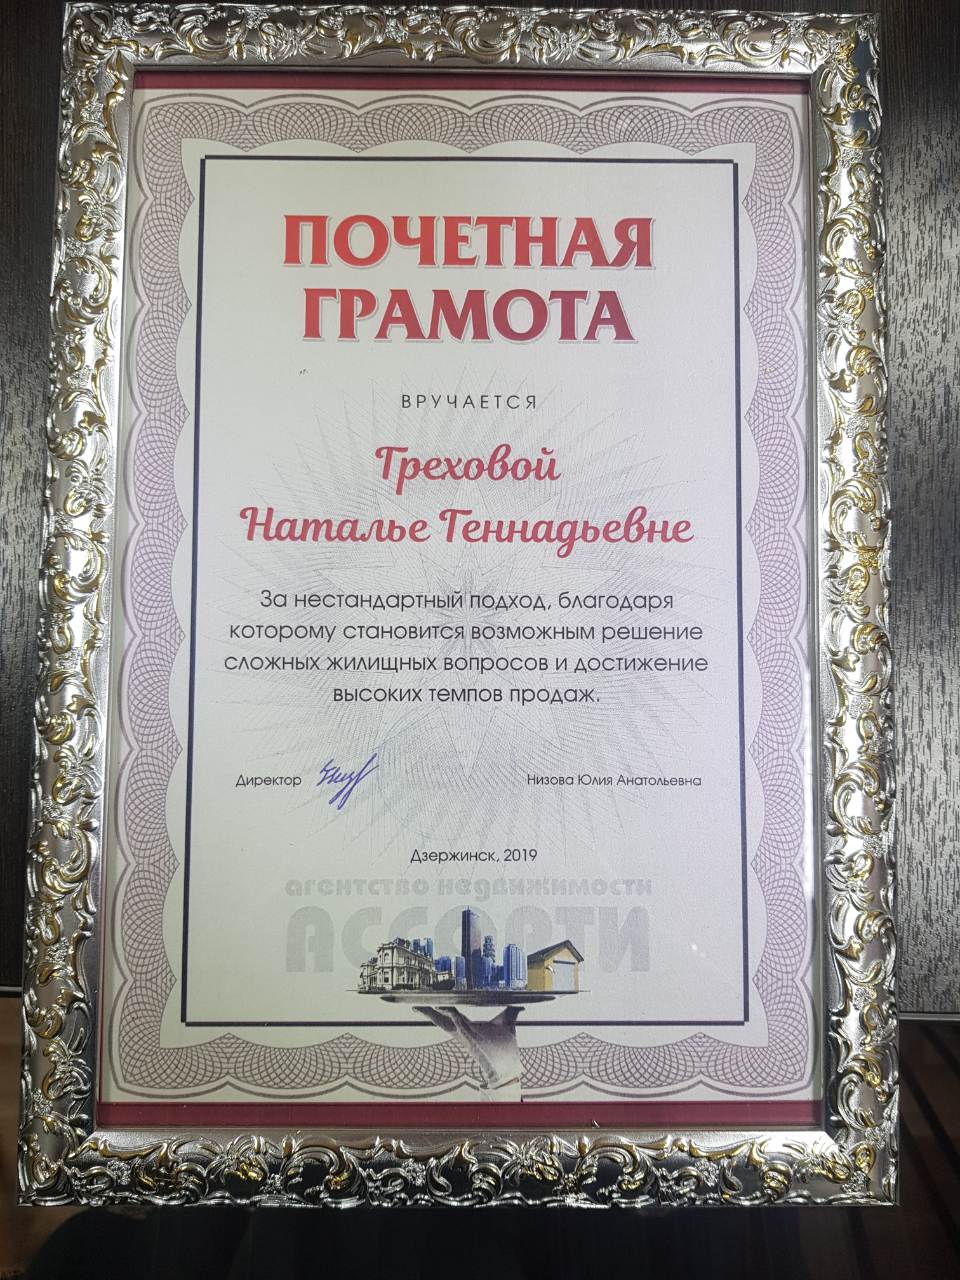 ПОЧЕТНАЯ
ГРАМОТА
ВРУЧАЕТСЯ
Греховой
Наталье Геннадьевне
За нестандартный подход, благодаря
которому становится возможным решение
сложных жилищных вопросов и достижение
высоких темпов продаж.
Директор Низова Юлия Анатольевна
Дзержинск, 2019
агентство недвижимости
АССОРТИ